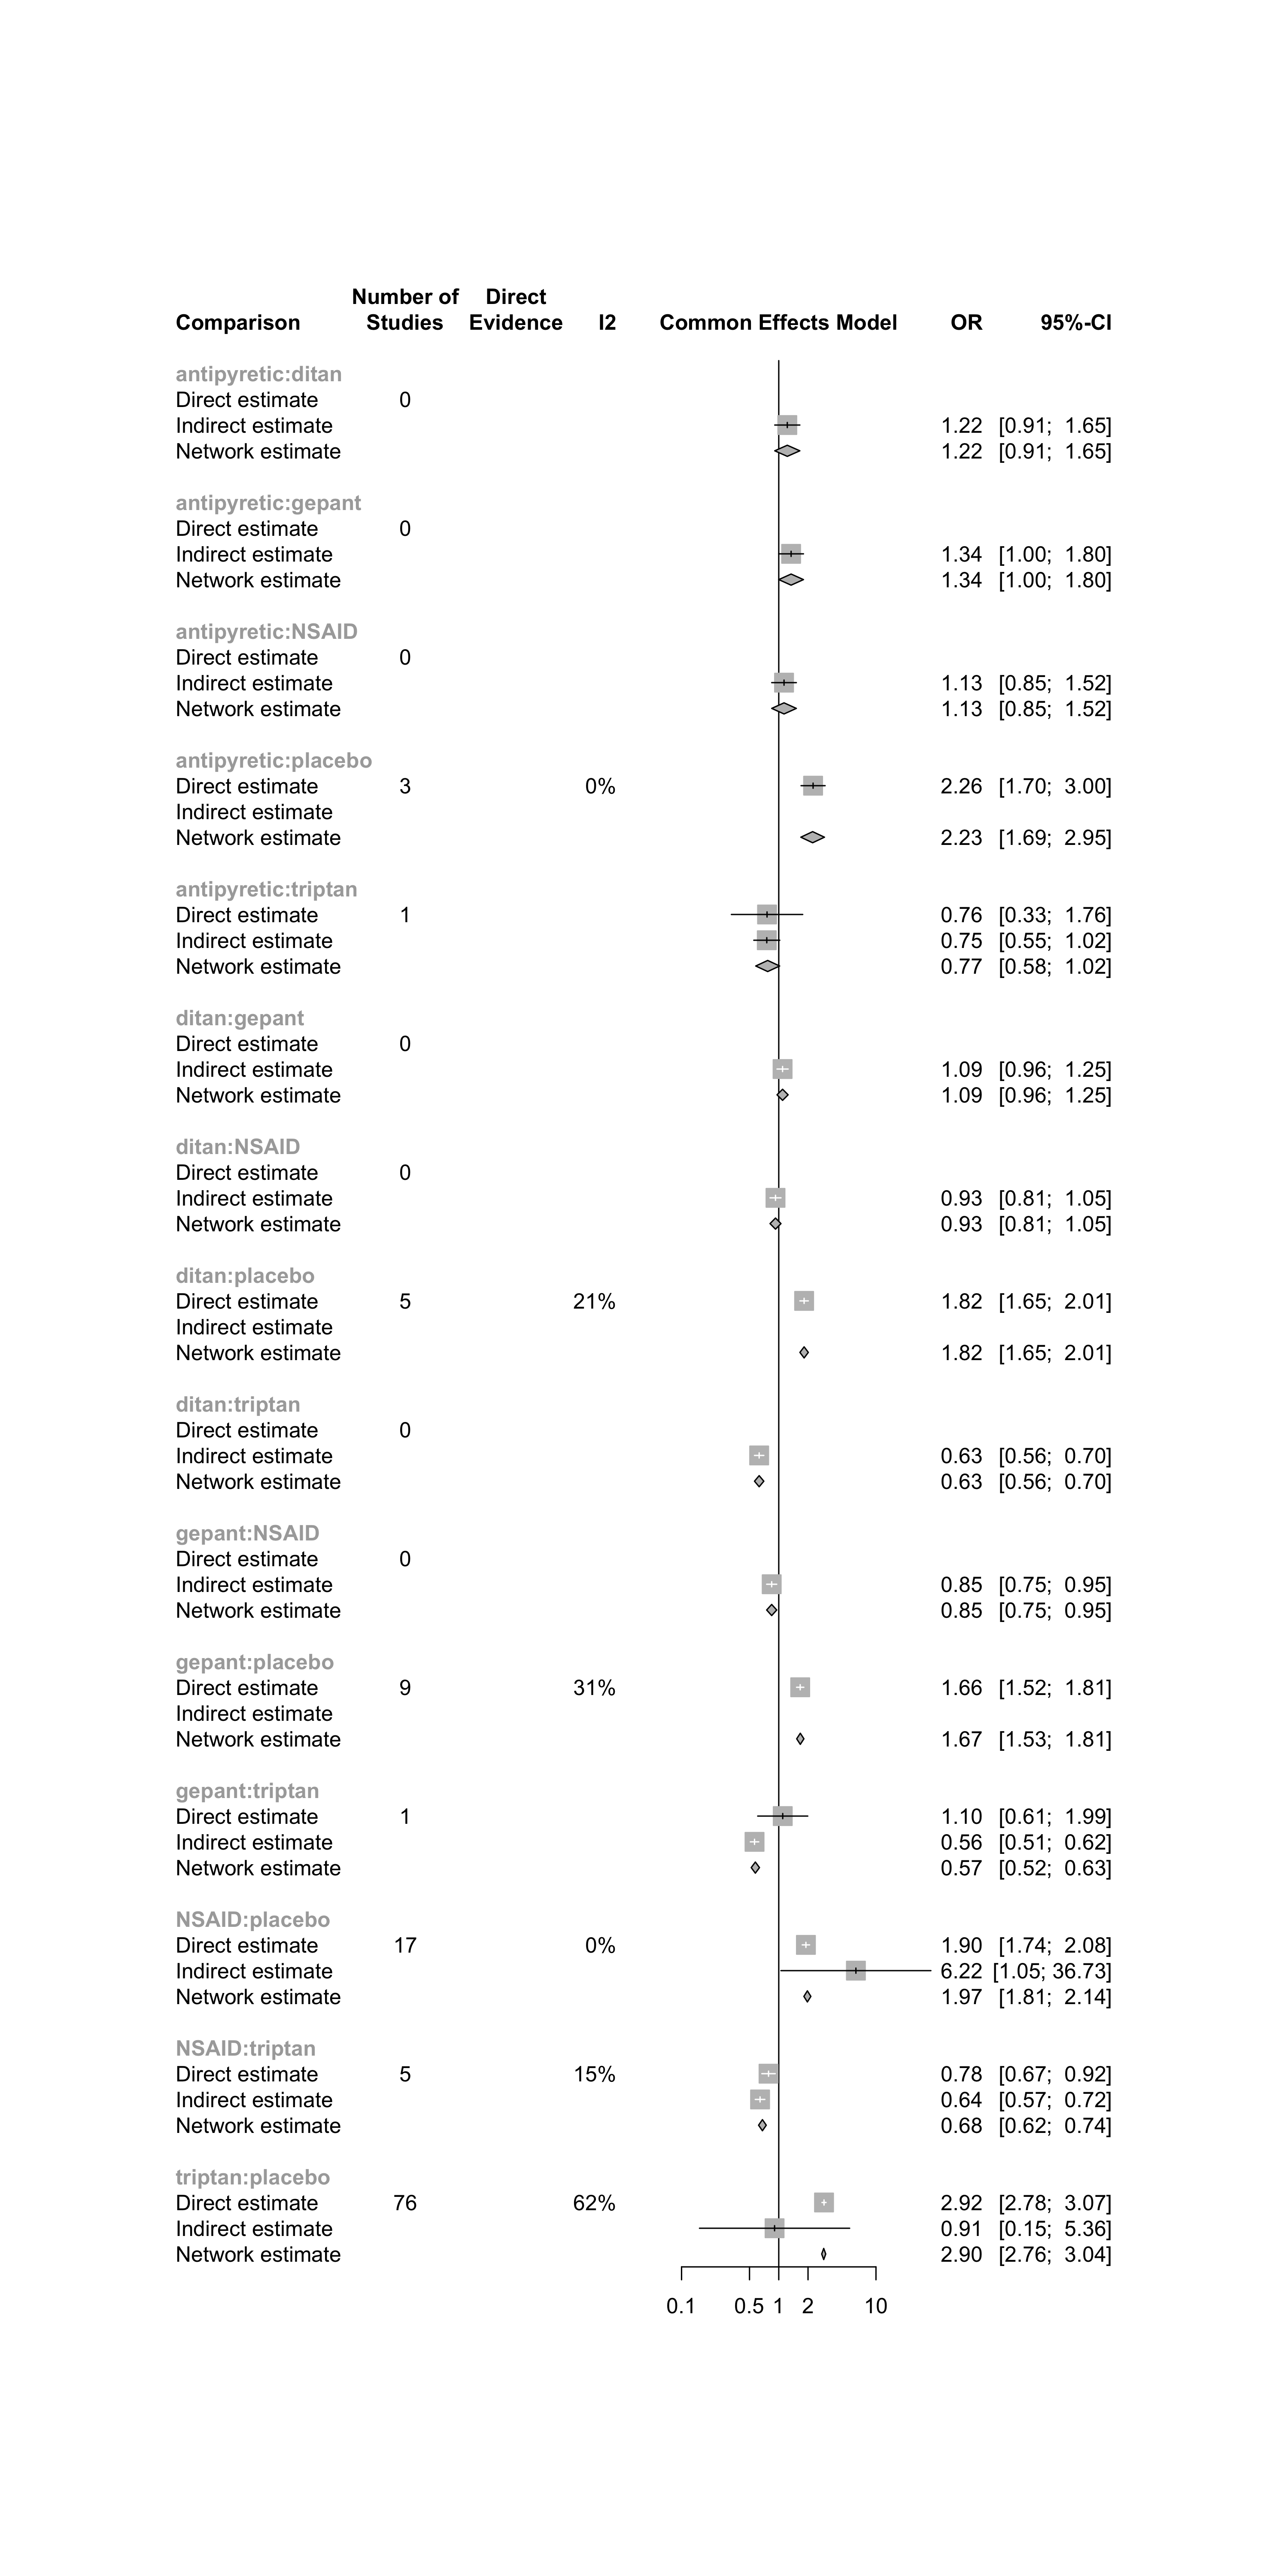 Number of Direct
Comparison Studies Evidence I2 Common Effects Model OR 95%-CI
antipyretic:ditan
Direct estimate 0
Indirect estimate 1.22 [0.91; 1.65]
Network estimate 1.22 [0.91; 1.65]
antipyretic:gepant
Direct estimate 0
Indirect estimate 1.34 [1.00; 1.80]
Network estimate 1.34 [1.00; 1.80]
antipyretic:NSAID
Direct estimate 0
Indirect estimate 1.13 [0.85; 1.52]
Network estimate 1.13 [0.85; 1.52]
antipyretic:placebo
Direct estimate 3 0% 2.26 [1.70; 3.00]
Indirect estimate
Network estimate 2.23 [1.69; 2.95]
antipyretic:triptan
Direct estimate 1 0.76 [0.33; 1.76]
Indirect estimate 0.75 [0.55; 1.02]
Network estimate 0.77 [0.58; 1.02]
ditan:gepant
Direct estimate 0
Indirect estimate 1.09 [0.96; 1.25]
Network estimate 1.09 [0.96; 1.25]
ditan:NSAID
Direct estimate 0
Indirect estimate 0.93 [0.81; 1.05]
Network estimate 0.93 [0.81; 1.05]
ditan:placebo
Direct estimate 5 21% 1.82 [1.65; 2.01]
Indirect estimate
Network estimate 1.82 [1.65; 2.01]
ditan:triptan
Direct estimate 0
Indirect estimate 0.63 [0.56; 0.70]
Network estimate 0.63 [0.56; 0.70]
gepant:NSAID
Direct estimate 0
Indirect estimate 0.85 [0.75; 0.95]
Network estimate 0.85 [0.75; 0.95]
gepant:placebo
Direct estimate 9 31% 1.66 [1.52; 1.81]
Indirect estimate
Network estimate 1.67 [1.53; 1.81]
gepant:triptan
Direct estimate 1 1.10 [0.61; 1.99]
Indirect estimate 0.56 [0.51; 0.62]
Network estimate 0.57 [0.52; 0.63]
NSAID:placebo
Direct estimate 17 0% 1.90 [1.74; 2.08]
Indirect estimate 6.22 [1.05; 36.73]
Network estimate 1.97 [1.81; 2.14]
NSAID:triptan
Direct estimate 5 15% 0.78 [0.67; 0.92]
Indirect estimate 0.64 [0.57; 0.72]
Network estimate 0.68 [0.62; 0.74]
triptan:placebo
Direct estimate 76 62% 2.92 [2.78; 3.07]
Indirect estimate 0.91 [0.15; 5.36]
Network estimate 2.90 [2.76; 3.04]
0.1 0.5 1 2 10